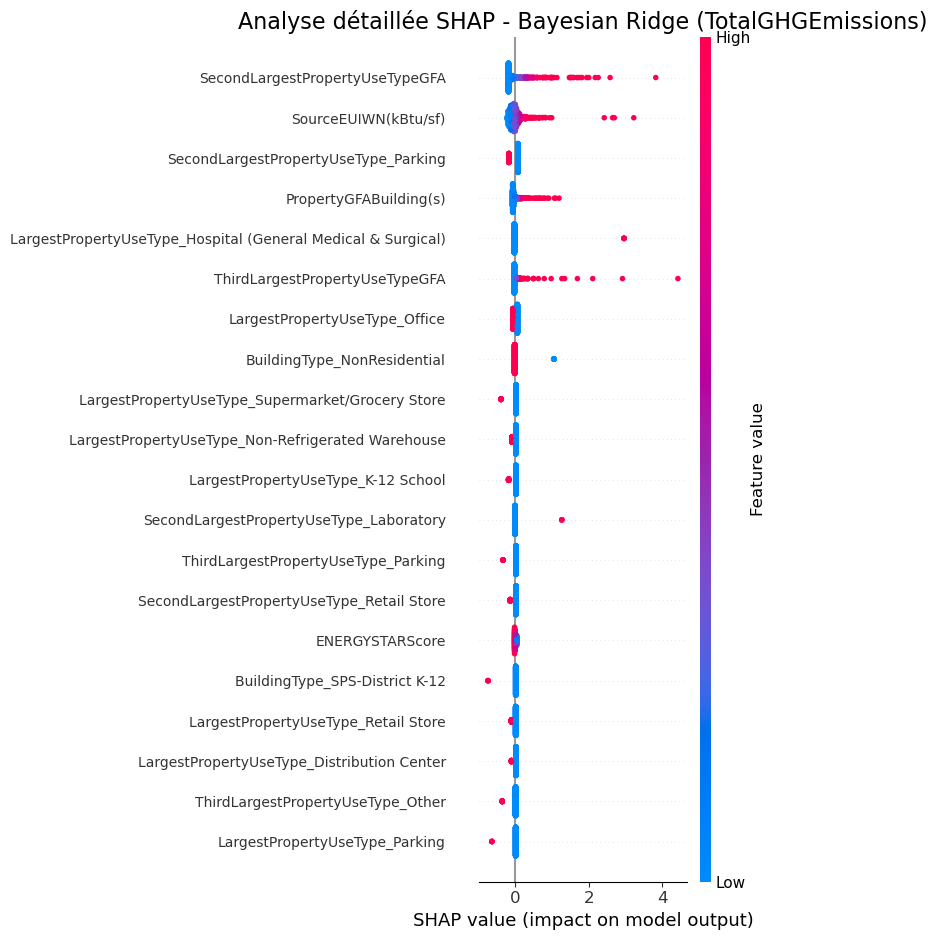 Analyse détaillée SHAP - Bayesian Ridge (TotalGHGEmissions)
High
SecondLargestPropertyUseTypeGFA
SourceEUIWN(kBtu/sf)
SecondLargestPropertyUseType_Parking
PropertyGFABuilding(s)
LargestPropertyUseType_Hospital (General Medical & Surgical)
ThirdLargestPropertyUseTypeGFA
LargestPropertyUseType_Office
BuildingType_NonResidential
LargestPropertyUseType_Supermarket/Grocery Store
LargestPropertyUseType_Non-Refrigerated Warehouse
LargestPropertyUseType_K-12 School
SecondLargestPropertyUseType_Laboratory
ThirdLargestPropertyUseType_Parking
SecondLargestPropertyUseType_Retail Store
ENERGYSTARScore
BuildingType_SPS-District K-12
LargestPropertyUseType_Retail Store
LargestPropertyUseType_Distribution Center
ThirdLargestPropertyUseType_Other
LargestPropertyUseType_Parking
Feature value
Low
0 2 4
SHAP value (impact on model output)